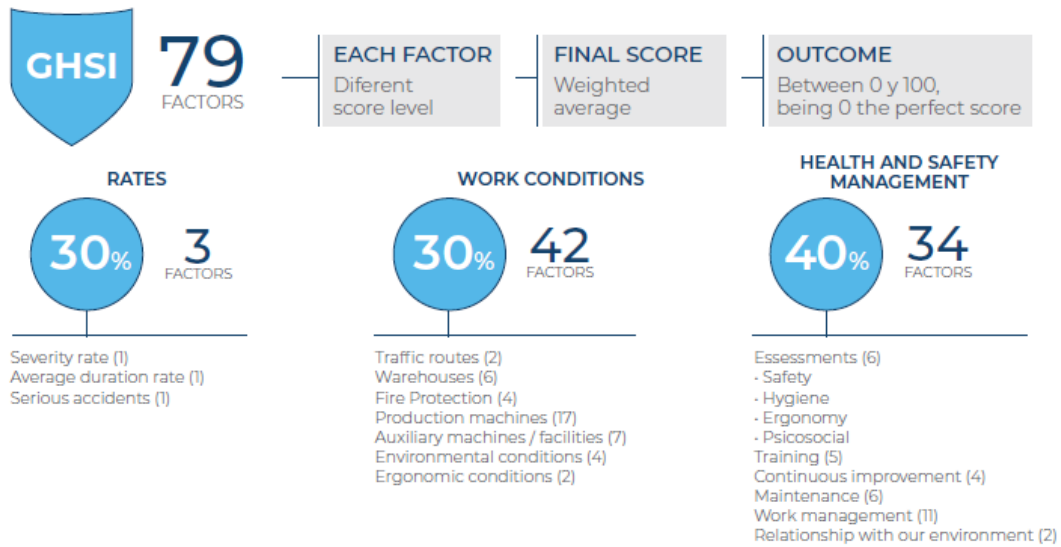 GHSI
79
FACTORS
EACH FACTOR
Diferent
score level
FINAL SCORE
Weighted
average
OUTCOME
Between 0 y 100,
being 0 the perfect score
RATES
30%
3
FACTORS
Severity rate (1)
Average duration rate (1)
Serious accidents (1)
WORK CONDITIONS
30%
42
FACTORS
Traffic routes (2)
Warehouses (6)
Fire Protection (4)
Production machines (17)
Auxiliary machines / facilities (7)
Environmental conditions (4)
Ergonomic conditions (2)
HEALTH AND SAFETY
MANAGEMENT
40%
34
FACTORS
Essessments (6)
• Safety
• Hygiene
• Ergonomy
• Psicosocial
Training (5)
Continuous improvement (4)
Maintenance (6)
Work management (11)
Relationship with our environment (2)